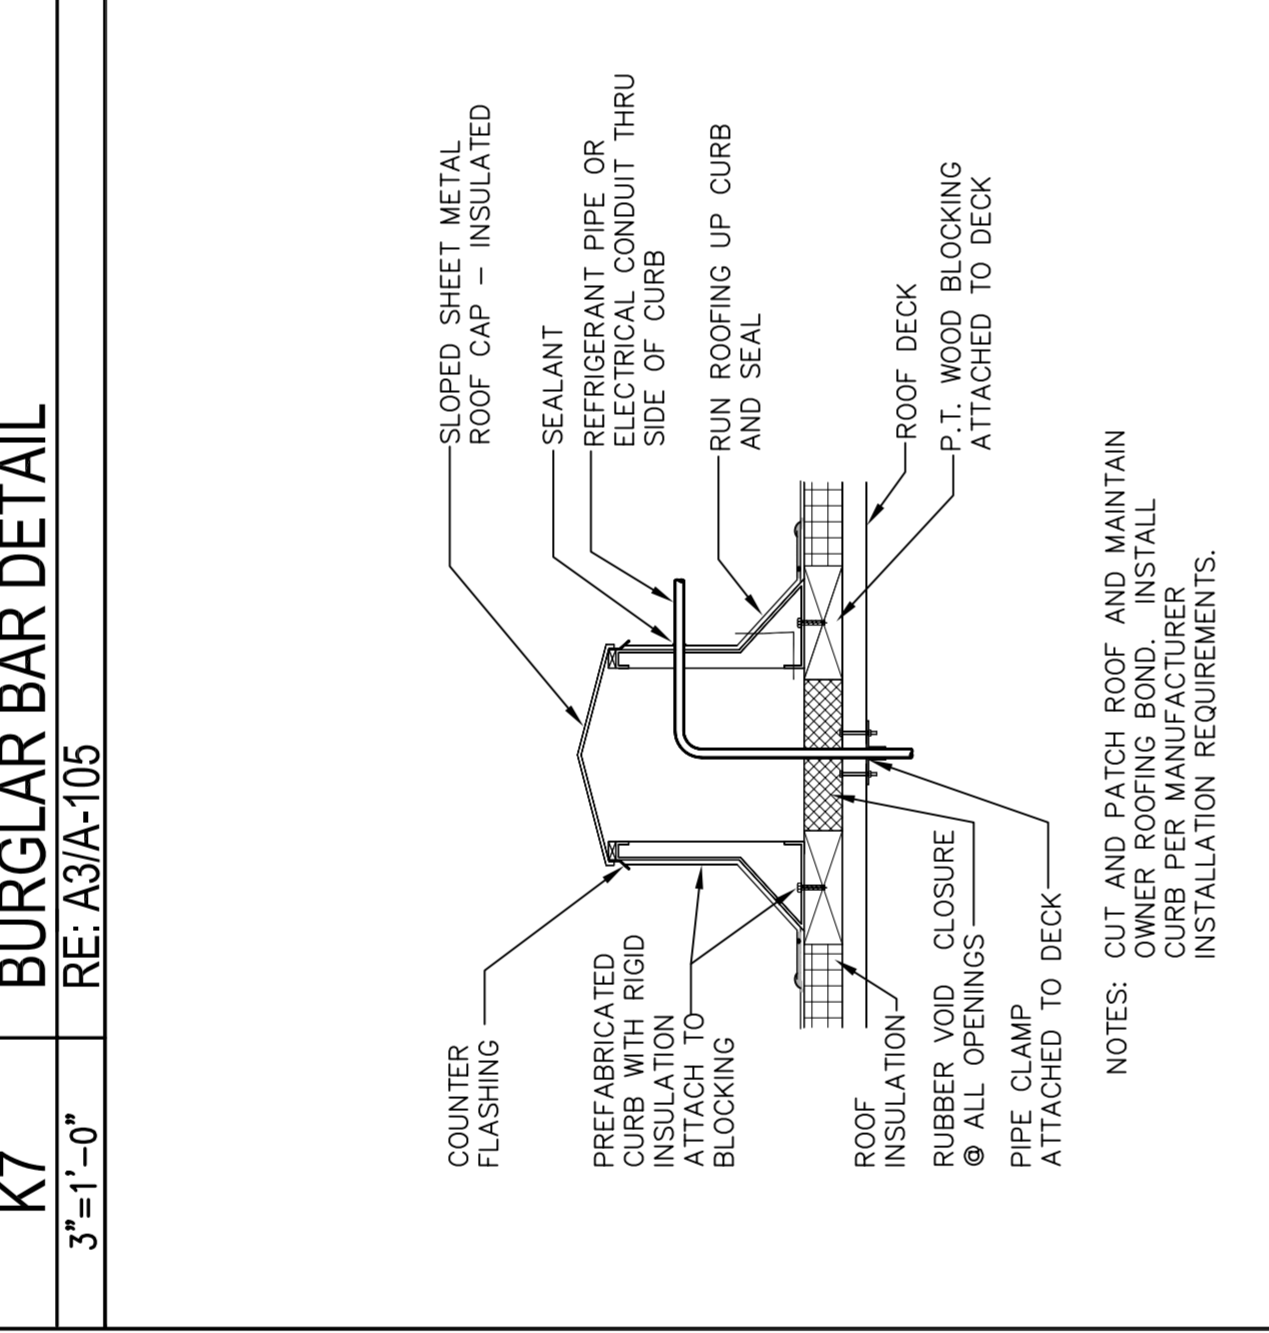 K7
BURGLAR BAR DETAIL
3"=1'-0"
RE: A3/A-105
COUNTER
FLASHING
PREFABRICATED
CURB WITH RIGID
INSULATION
ATTACH TO
BLOCKING
ROOF
INSULATION
RUBBER VOID CLOSURE
@ ALL OPENINGS
PIPE CLAMP
ATTACHED TO DECK
SLOPED SHEET METAL
ROOF CAP – INSULATED
SEALANT
REFRIGERANT PIPE OR
ELECTRICAL CONDUIT THRU
SIDE OF CURB
RUN ROOFING UP CURB
AND SEAL
ROOF DECK
P.T. WOOD BLOCKING
ATTACHED TO DECK
NOTES: CUT AND PATCH ROOF AND MAINTAIN
OWNER ROOFING BOND. INSTALL
CURB PER MANUFACTURER
INSTALLATION REQUIREMENTS.